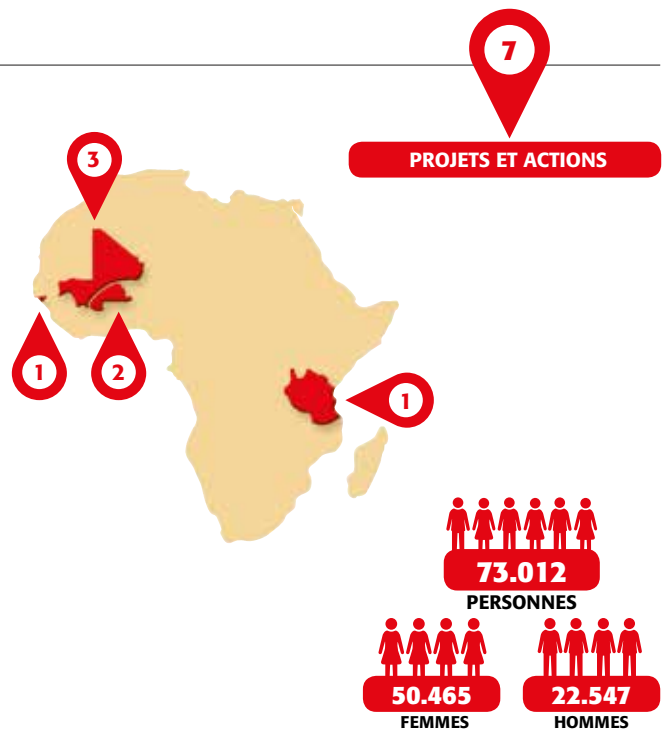 7
PROJETS ET ACTIONS
3
1
2
1
73.012
PERSONNES
50.465
FEMMES
22.547
HOMMES